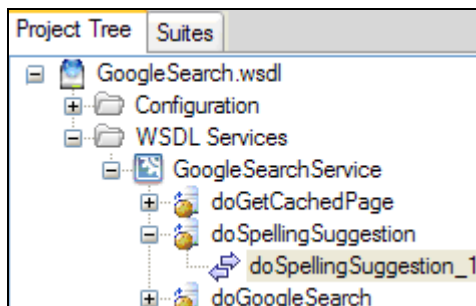 Project Tree Suites
GoogleSearch.wsdl
Configuration
WSDL Services
GoogleSearchService
doGetCachedPage
doSpellingSuggestion
doSpellingSuggestion_1
doGoogleSearch